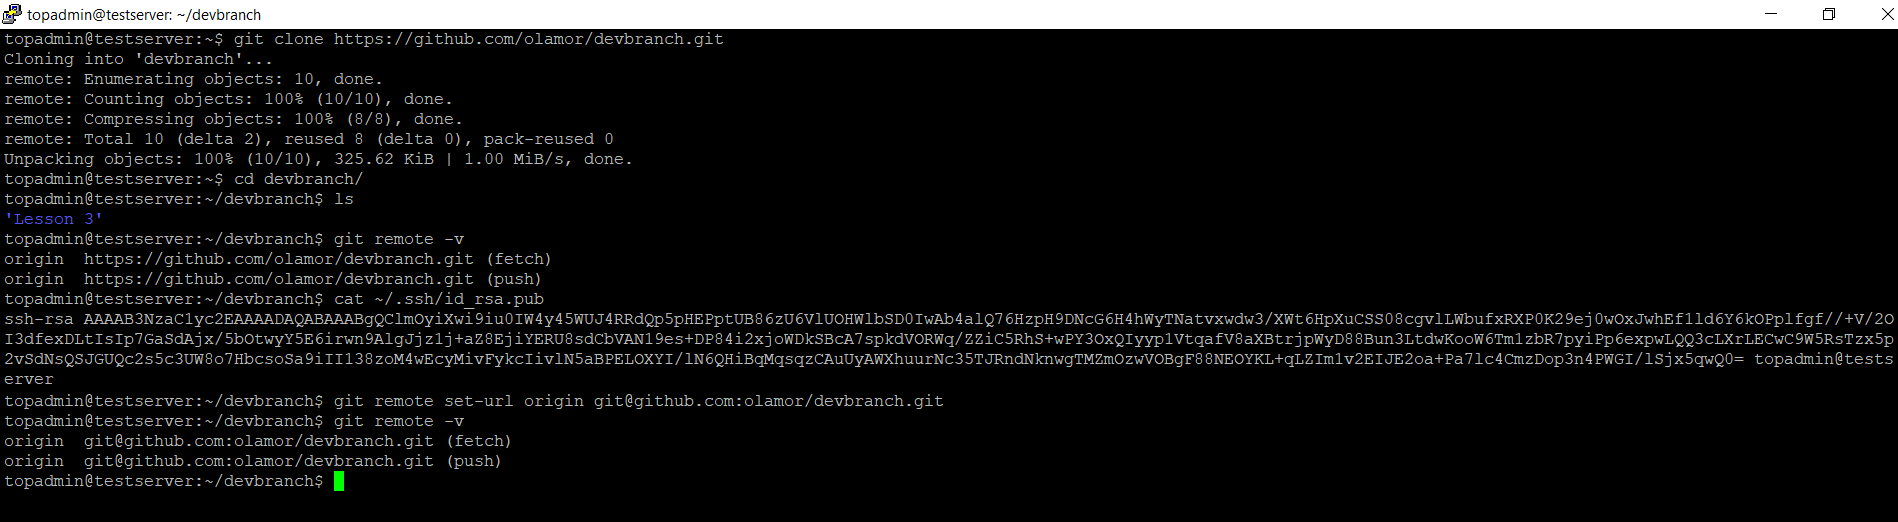 topadmin@testserver: ~/devbranch
topadmin@testserver:~$ git clone https://github.com/olamor/devbranch.git
Cloning into 'devbranch'...
remote: Enumerating objects: 10, done.
remote: Counting objects: 100% (10/10), done.
remote: Compressing objects: 100% (8/8), done.
remote: Total 10 (delta 2), reused 8 (delta 0), pack-reused 0
Unpacking objects: 100% (10/10), 325.62 KiB | 1.00 MiB/s, done.
topadmin@testserver:~$ cd devbranch/
topadmin@testserver:~/devbranch$ ls
'Lesson 3'
topadmin@testserver:~/devbranch$ git remote -v
origin  https://github.com/olamor/devbranch.git (fetch)
origin  https://github.com/olamor/devbranch.git (push)
topadmin@testserver:~/devbranch$ cat ~/.ssh/id_rsa.pub
ssh-rsa AAAAB3NzaC1yc2EAAAADAQABAAABgQClmOyiXwi9iu0IW4y45WUJ4RRdQp5pHEPptUB86zU6VlUOHWlbSD0IwAb4alQ76HzpH9DNcG6H4hWyTNatvxwdw3/XWt6HpXuCSS08cgvlLWbufxRXP0K29ej0wOxJwhEf1ld6Y6kOPplfgf//+V/2O
I3dfexDLtIsIp7GaSdAjx/5bOtwyY5E6irwn9AlgJjz1j+aZ8EjiYERU8sdCbVAN19es+DP84i2xjoWDkSBcA7spkdVORWq/ZZiC5RhS+wPY3OxQIyyp1VtqafV8aXBtrjpWyD88Bun3LtdwKooW6Tm1zbR7pyiPp6expwLQQ3cLXrLECwC9W5RsTzx5p
2vSdNsQSJGUQc2s5c3UW8o7HbcsoSa9iII138zoM4wEcyMivFykcIivlN5aBPELOXYI/lN6QHiBqMqsqzCAuUyAWXhuurNc35TJRndNknwgTMZmOzwVOBgF88NEOYKL+qLZIm1v2EIJE2oa+Pa7lc4CmzDop3n4PWGI/lSjx5qwQ0= topadmin@tests
erver
topadmin@testserver:~/devbranch$ git remote set-url origin git@github.com:olamor/devbranch.git
topadmin@testserver:~/devbranch$ git remote -v
origin  git@github.com:olamor/devbranch.git (fetch)
origin  git@github.com:olamor/devbranch.git (push)
topadmin@testserver:~/devbranch$